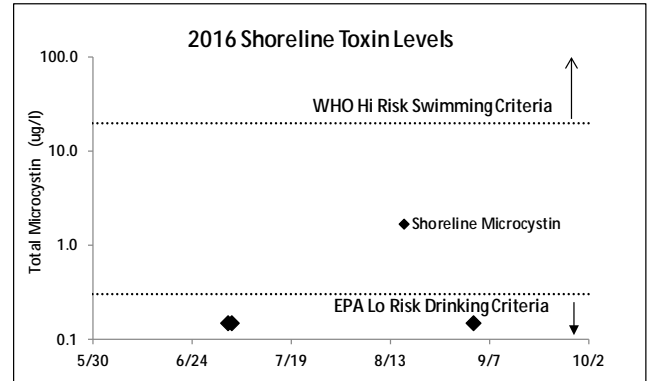 2016 Shoreline Toxin Levels
100.0
WHO Hi Risk Swimming Criteria
10.0
Total Microcystin (ug/l)
Shoreline Microcystin
1.0
EPA Lo Risk Drinking Criteria
0.1
5/30 6/24 7/19 8/13 9/7 10/2